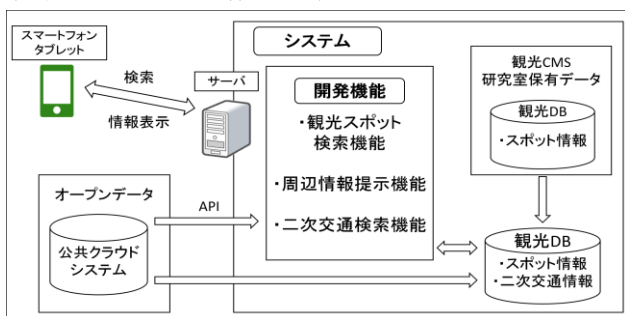 スマートフォン
タブレット
検索
情報表示
サーバ
システム
開発機能
・観光スポット
検索機能
・周辺情報提示機能
・二次交通検索機能
観光CMS
研究室保有データ
観光DB
・スポット情報
オープンデータ
公共クラウド
システム
API
観光DB
・スポット情報
・二次交通情報